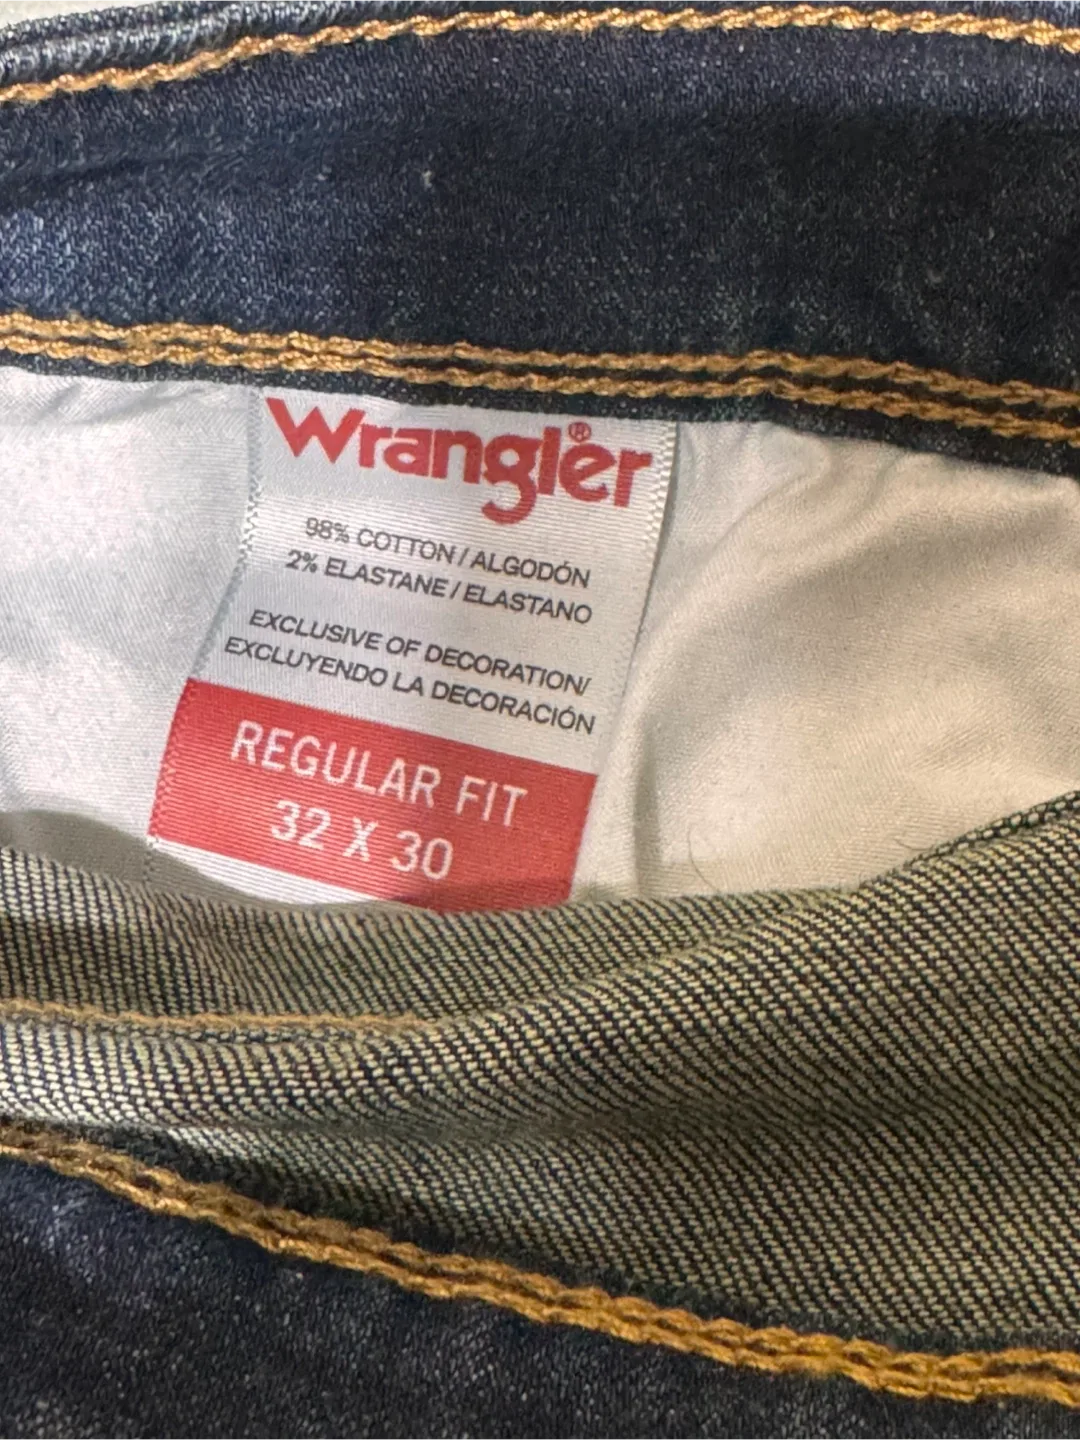 Wrangler®
98% COTTON / ALGODÓN
2% ELASTANE / ELASTANO
EXCLUSIVE OF DECORATION/
EXCLUYENDO LA DECORACIÓN
REGULAR FIT
32 X 30